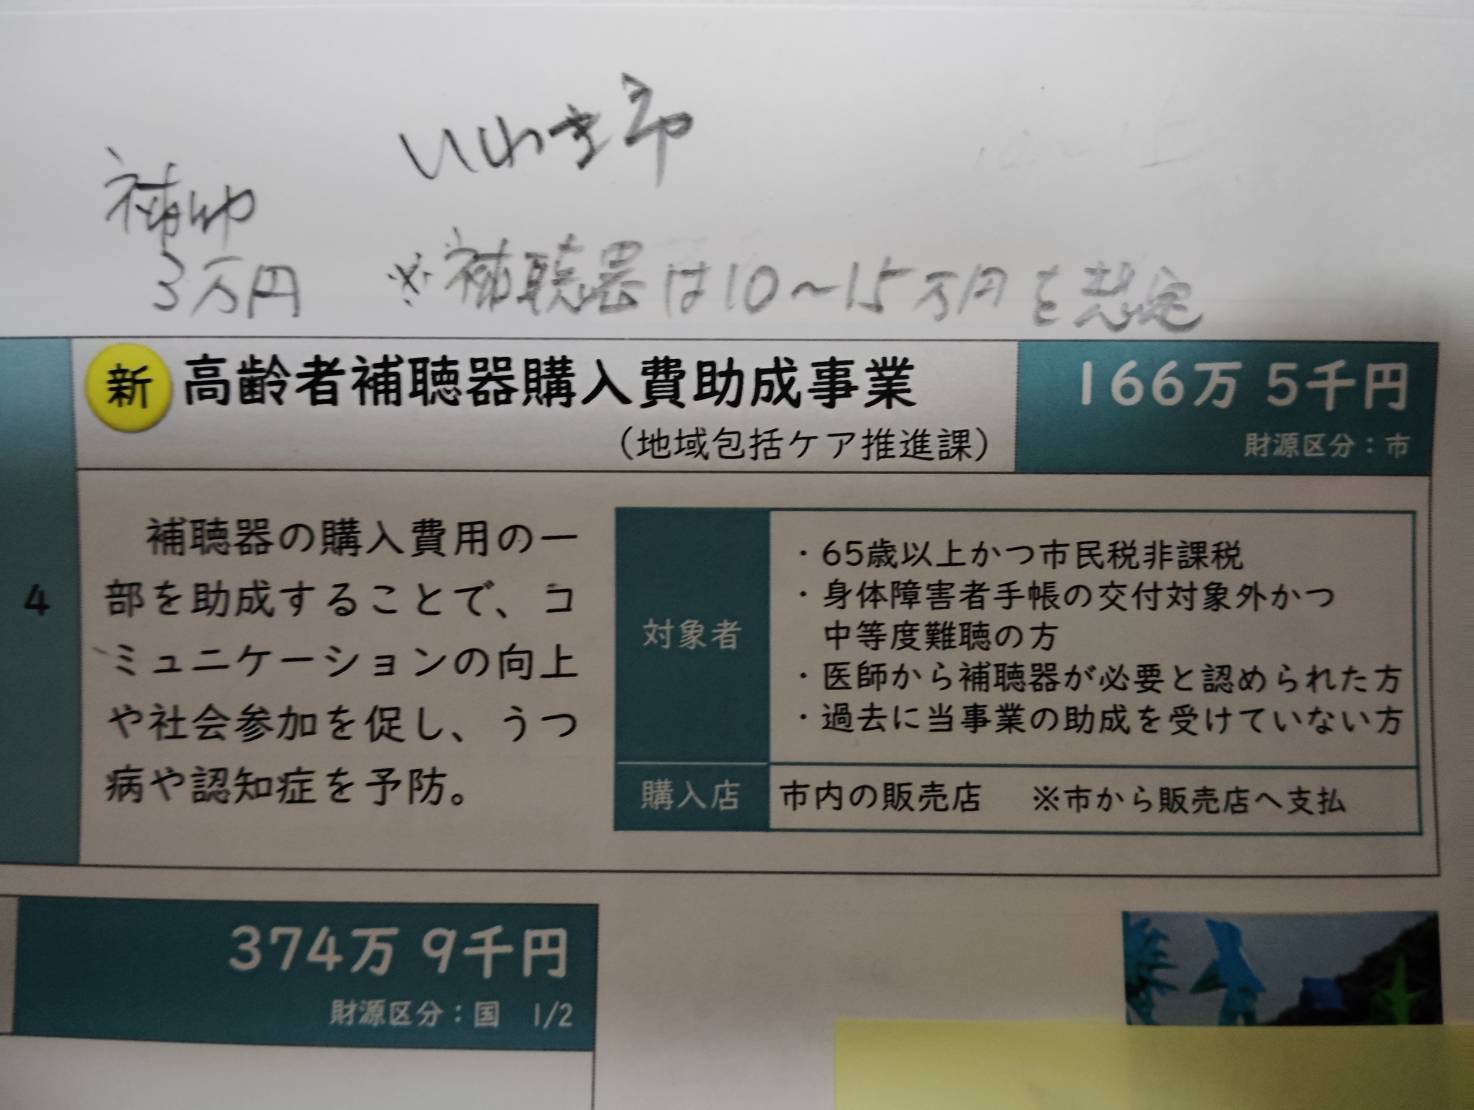 いわき市
補助
3万円
※補聴器は10～15万円を想定
新 高齢者補聴器購入費助成事業
（地域包括ケア推進課）
166万5千円
財源区分：市
4
補聴器の購入費用の一
部を助成することで、コ
ミュニケーションの向上
や社会参加を促し、うつ
病や認知症を予防。
対象者
・65歳以上かつ市民税非課税
・身体障害者手帳の交付対象外かつ
中等度難聴の方
・医師から補聴器が必要と認められた方
・過去に当事業の助成を受けていない方
購入店
市内の販売店　※市から販売店へ支払
374万9千円
財源区分：国　1/2